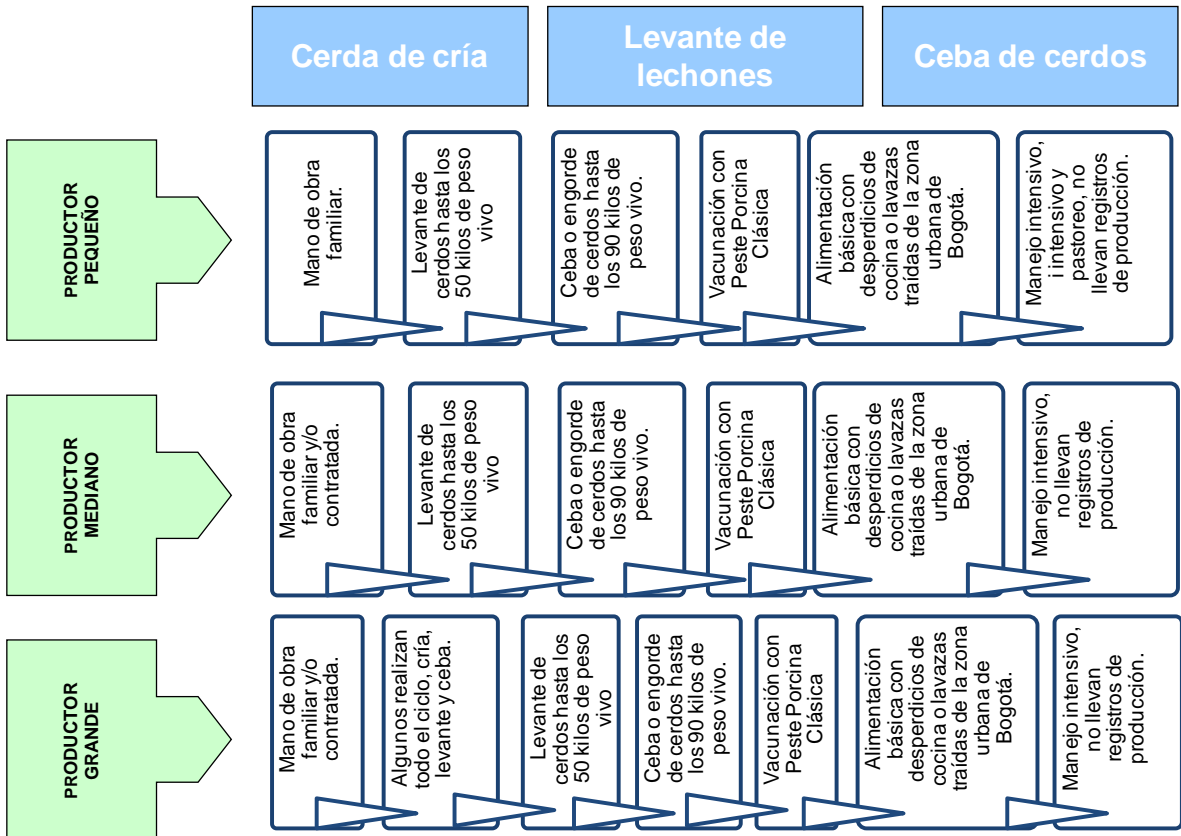 Cerda de cría
Levante de
lechones
Ceba de cerdos
PRODUCTOR
PEQUEÑO
Mano de obra
familiar.
Levante de
cerdos hasta los
50 kilos de peso
vivo
Ceba o engorde
de cerdos hasta
los 90 kilos de
peso vivo.
Vacunación con
Peste Porcina
Clásica
Alimentación
básica con
desperdicios de
cocina o lavazas
traídas de la zona
urbana de
Bogotá.
Manejo intensivo,
i intensivo y
pastoreo, no
llevan registros
de producción.
PRODUCTOR
MEDIANO
Mano de obra
familiar y/o
contratada.
Levante de
cerdos hasta los
50 kilos de peso
vivo
Ceba o engorde
de cerdos hasta
los 90 kilos de
peso vivo.
Vacunación con
Peste Porcina
Clásica
Alimentación
básica con
desperdicios de
cocina o lavazas
traídas de la zona
urbana de
Bogotá.
Manejo intensivo,
no llevan
registros de
producción.
PRODUCTOR
GRANDE
Mano de obra
familiar y/o
contratada.
Algunos realizan
todo el ciclo, cría,
levante y ceba.
Levante de
cerdos hasta los
50 kilos de peso
vivo
Ceba o engorde
de cerdos hasta
los 90 kilos de
peso vivo.
Vacunación con
Peste Porcina
Clásica
Alimentación
básica con
desperdicios de
cocina o lavazas
traídas de la zona
urbana de
Bogotá.
Manejo intensivo,
no llevan
registros de
producción.